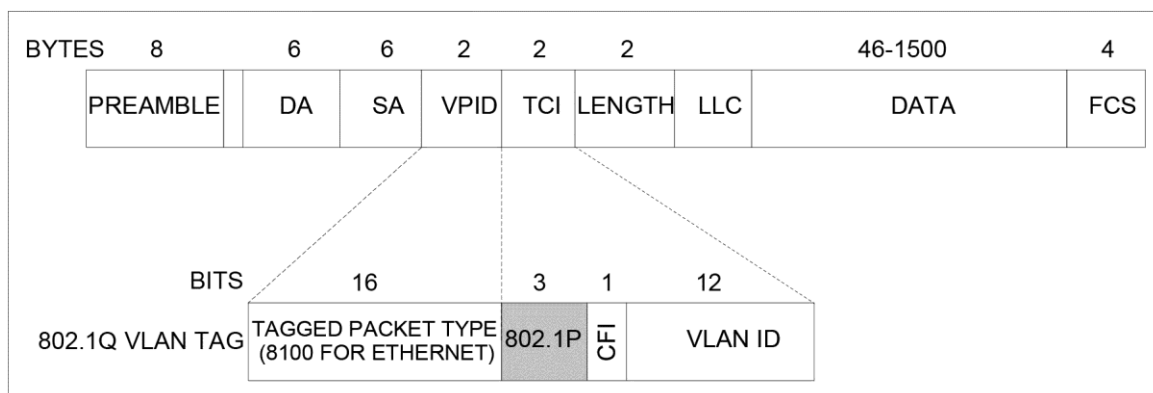 BYTES 8 6 6 2 2 2 46-1500 4
PREAMBLE DA SA VPID TCI LENGTH LLC DATA FCS
BITS 16 3 1 12
802.1Q VLAN TAG
TAGGED PACKET TYPE
(8100 FOR ETHERNET)
802.1P
CFI
VLAN ID